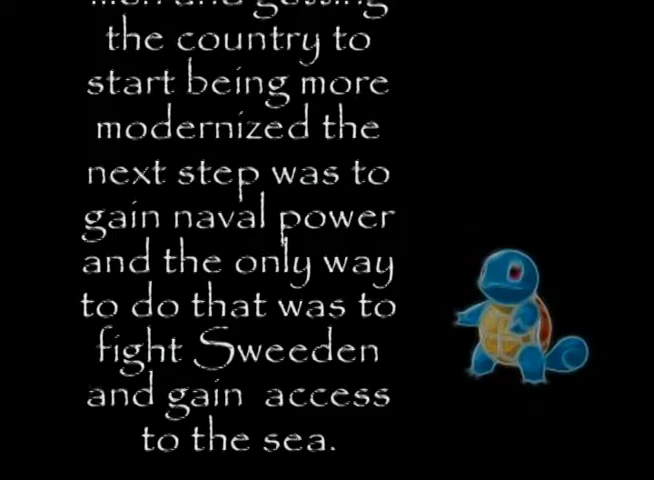 the country to
start being more
modernized the
next step was to
gain naval power
and the only way
to do that was to
fight Sweeden
and gain access
to the sea.